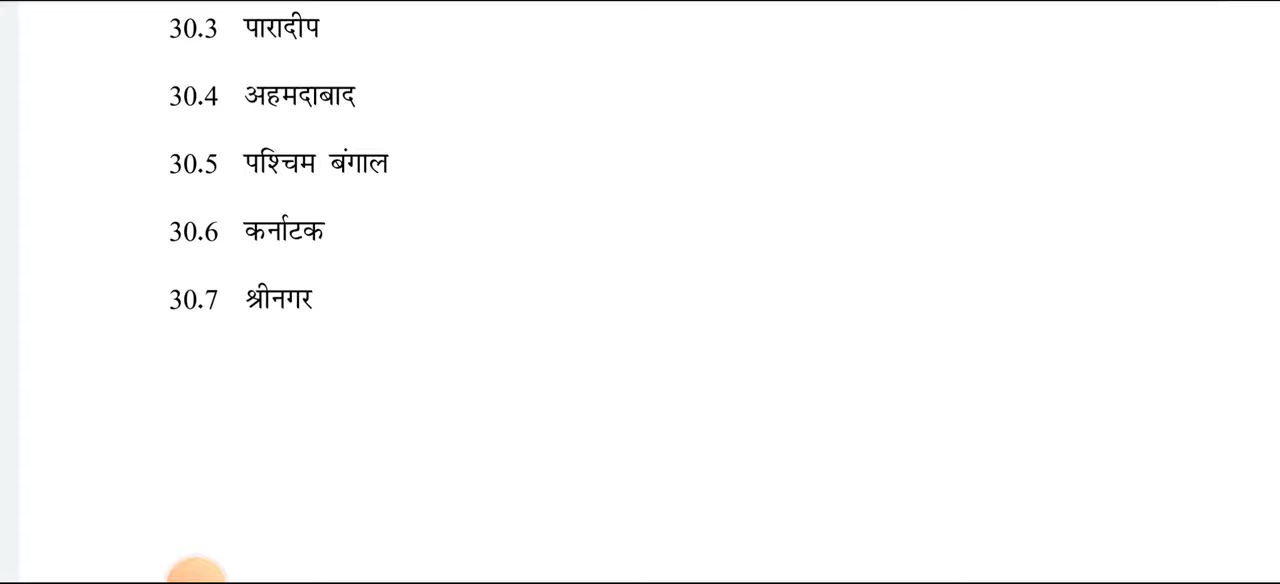 30.3 पारादीप
30.4 अहमदाबाद
30.5 पश्चिम बंगाल
30.6 कर्नाटक
30.7 श्रीनगर